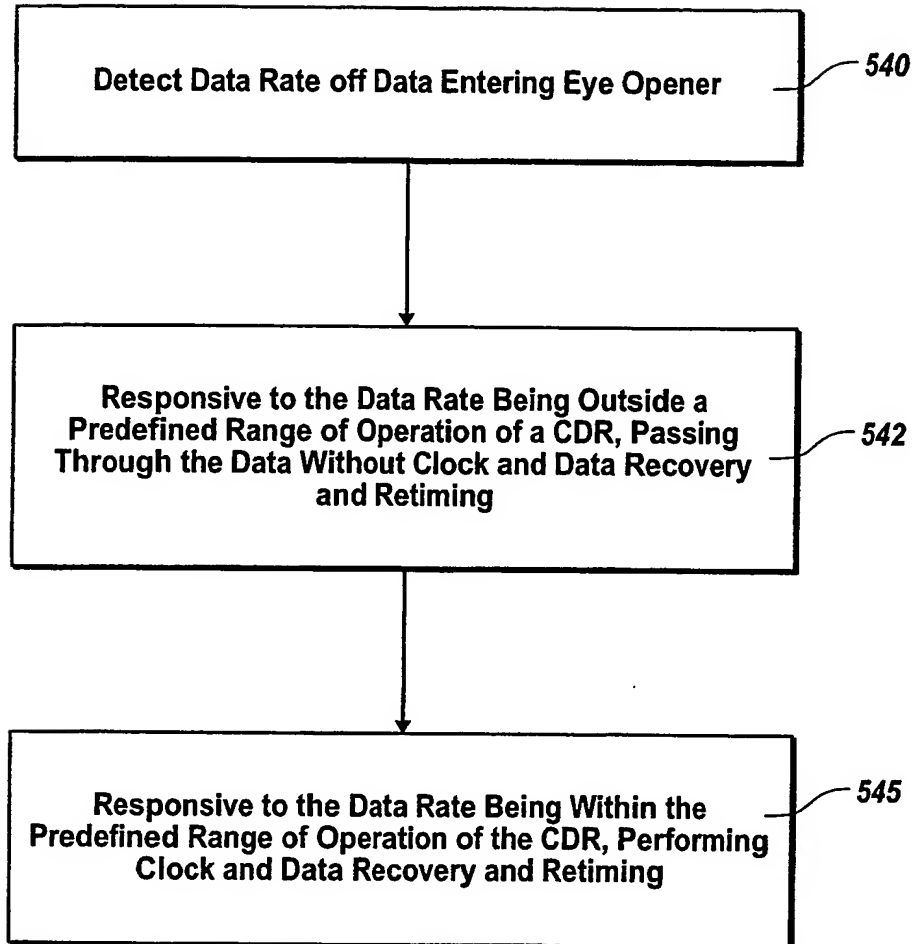 Detect Data Rate off Data Entering Eye Opener
540
Responsive to the Data Rate Being Outside a
Predefined Range of Operation of a CDR, Passing
Through the Data Without Clock and Data Recovery
and Retiming
542
Responsive to the Data Rate Being Within the
Predefined Range of Operation of the CDR, Performing
Clock and Data Recovery and Retiming
545